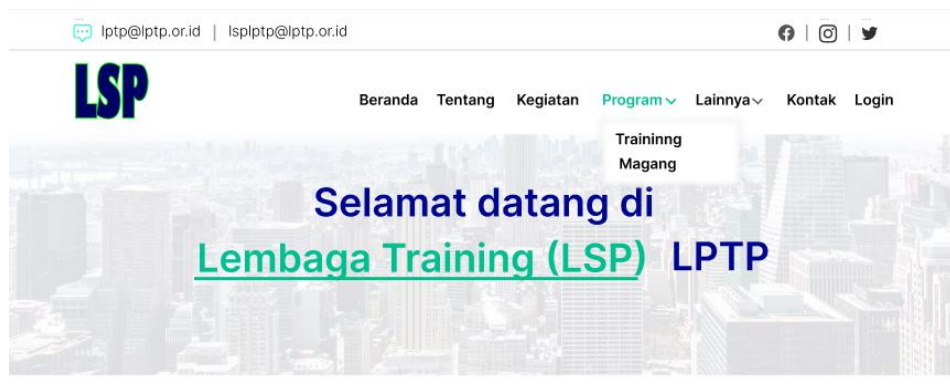 lptp@lptp.or.id | lsplptp@lptp.or.id
LSP
Beranda Tentang Kegiatan Program Lainnya Kontak Login
Traininng
Magang
Selamat datang di
Lembaga Training (LSP) LPTP